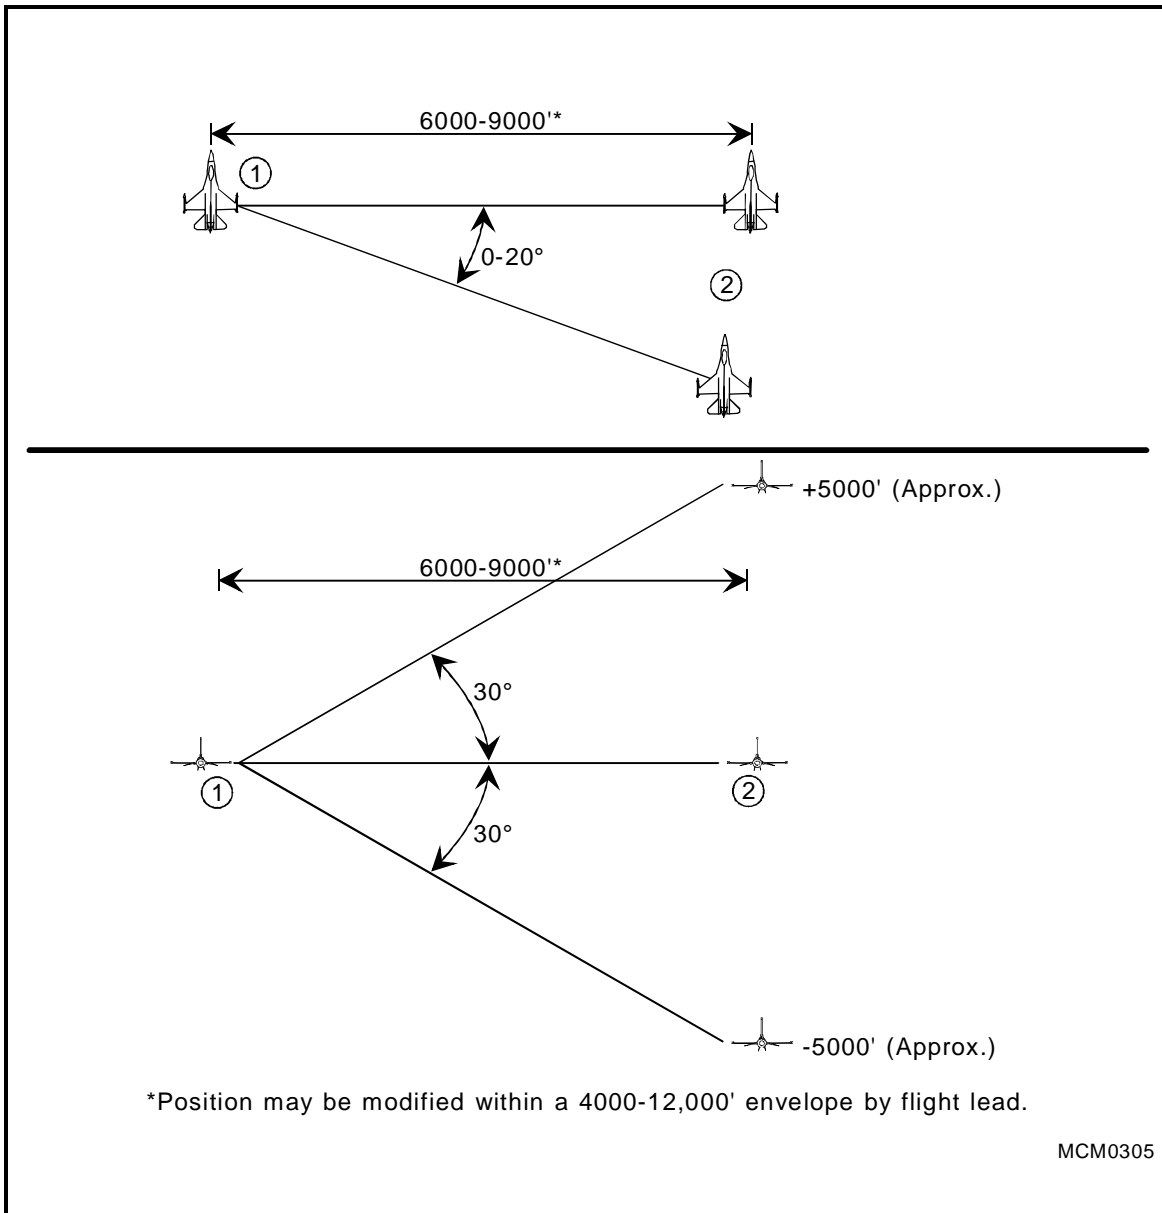 6000-9000'*
1
0-20°
2
+5000' (Approx.)
6000-9000'*
30°
1
2
30°
-5000' (Approx.)
*Position may be modified within a 4000-12,000' envelope by flight lead.
MCM0305